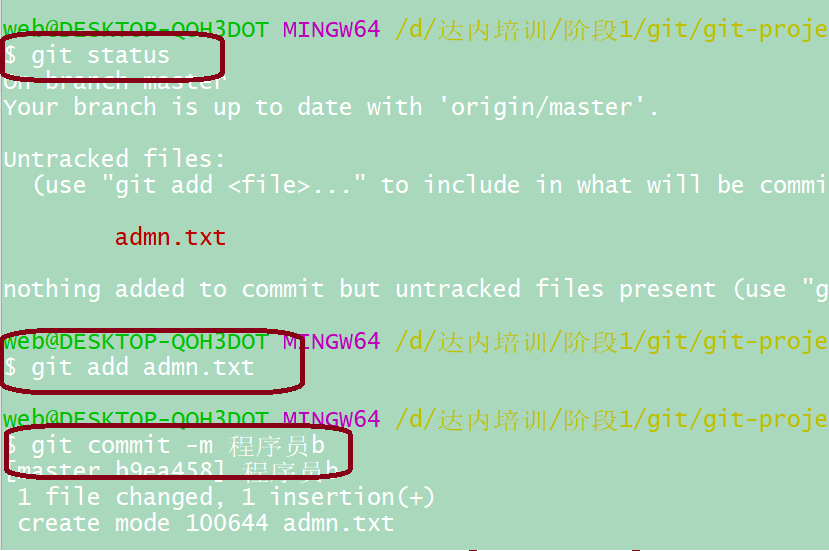 web@DESKTOP-QOH3DOT MINGW64 /d/达内培训/阶段1/git/git-proje
$ git status
On branch master
Your branch is up to date with 'origin/master'.
Untracked files:
(use "git add <file>..." to include in what will be commi
admn.txt
nothing added to commit but untracked files present (use "g
web@DESKTOP-QOH3DOT MINGW64 /d/达内培训/阶段1/git/git-proje
$ git add admn.txt
web@DESKTOP-QOH3DOT MINGW64 /d/达内培训/阶段1/git/git-proje
$ git commit -m 程序员b
[master b9ea458] 程序员b
1 file changed, 1 insertion(+)
create mode 100644 admn.txt